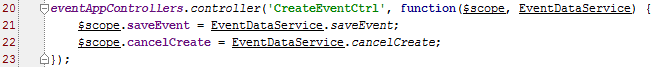 20 eventAppControllers.controller('CreateEventCtrl', function($scope, EventDataService) {
21 $scope.saveEvent = EventDataService.saveEvent;
22 $scope.cancelCreate = EventDataService.cancelCreate;
23 });